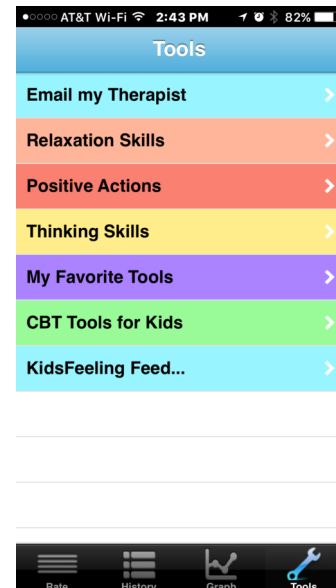 AT&T Wi-Fi 2:43 PM 82%
Tools
Email my Therapist
Relaxation Skills
Positive Actions
Thinking Skills
My Favorite Tools
CBT Tools for Kids
KidsFeeling Feed...
Rate History Graph Tools